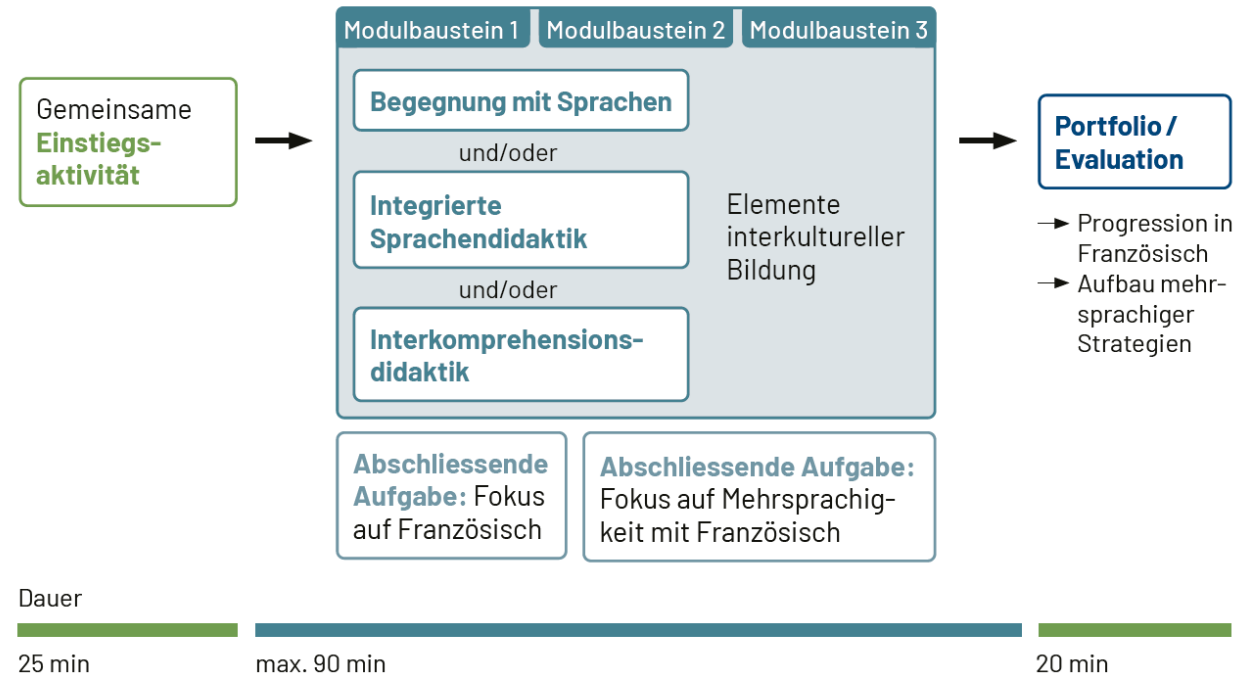 Modulbaustein 1
Modulbaustein 2
Modulbaustein 3
Gemeinsame
Einstiegs-
aktivität
Begegnung mit Sprachen
und/oder
Integrierte
Sprachendidaktik
und/oder
Interkomprehensions-
didaktik
Elemente
interkultureller
Bildung
Abschliessende
Aufgabe: Fokus
auf Französisch
Abschliessende Aufgabe:
Fokus auf Mehrsprachig-
keit mit Französisch
Portfolio /
Evaluation
Progression in
Französisch
Aufbau mehr-
sprachiger
Strategien
Dauer
25 min
max. 90 min
20 min